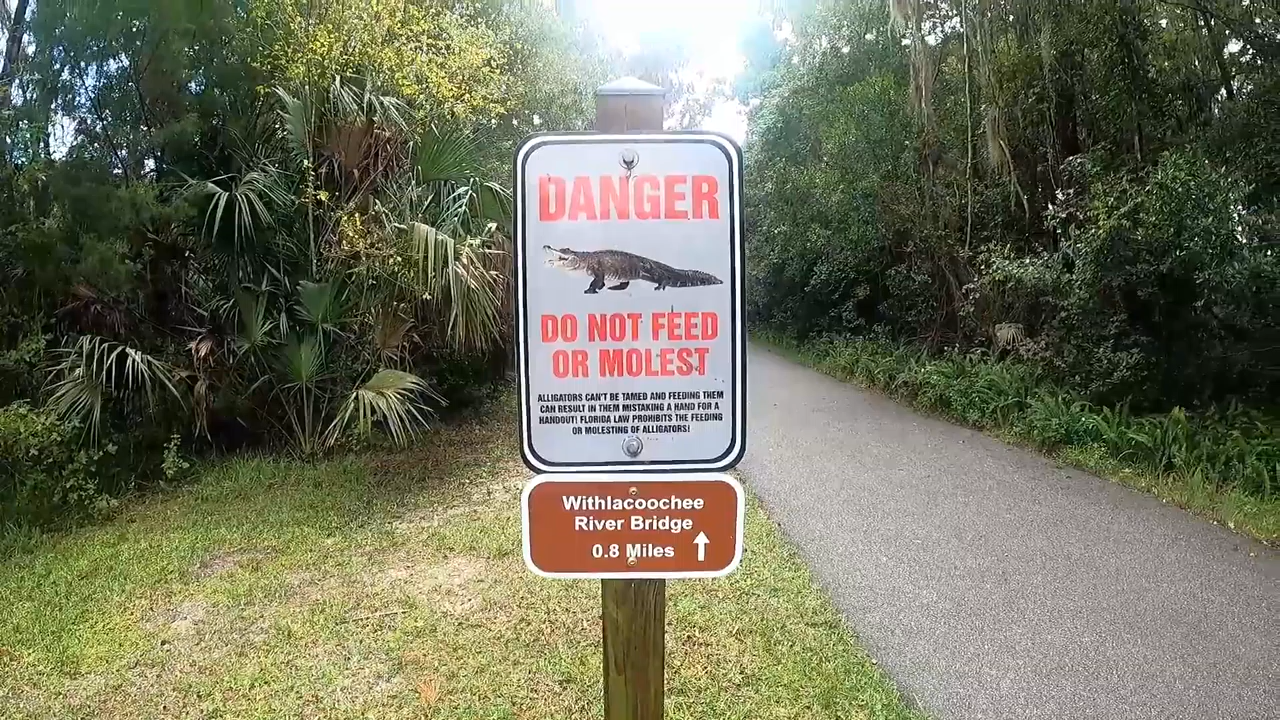 DANGER
DO NOT FEED
OR MOLEST
ALLIGATORS CAN'T BE TAMED AND FEEDING THEM
CAN RESULT IN THEM MISTAKING A HAND FOR A
HANDOUT! FLORIDA LAW PROHIBITS THE FEEDING
OR MOLESTING OF ALLIGATORS!
Withlacoochee
River Bridge
0.8 Miles ↑